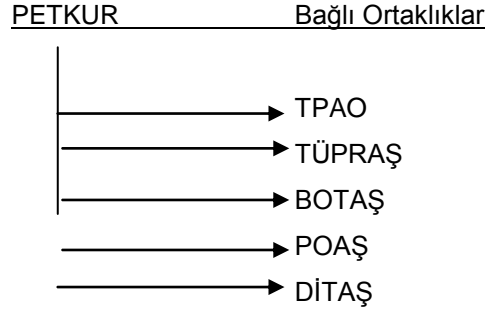 PETKUR Bağlı Ortaklıklar
TPAO
TÜPRAŞ
BOTAŞ
POAŞ
DİTAŞ